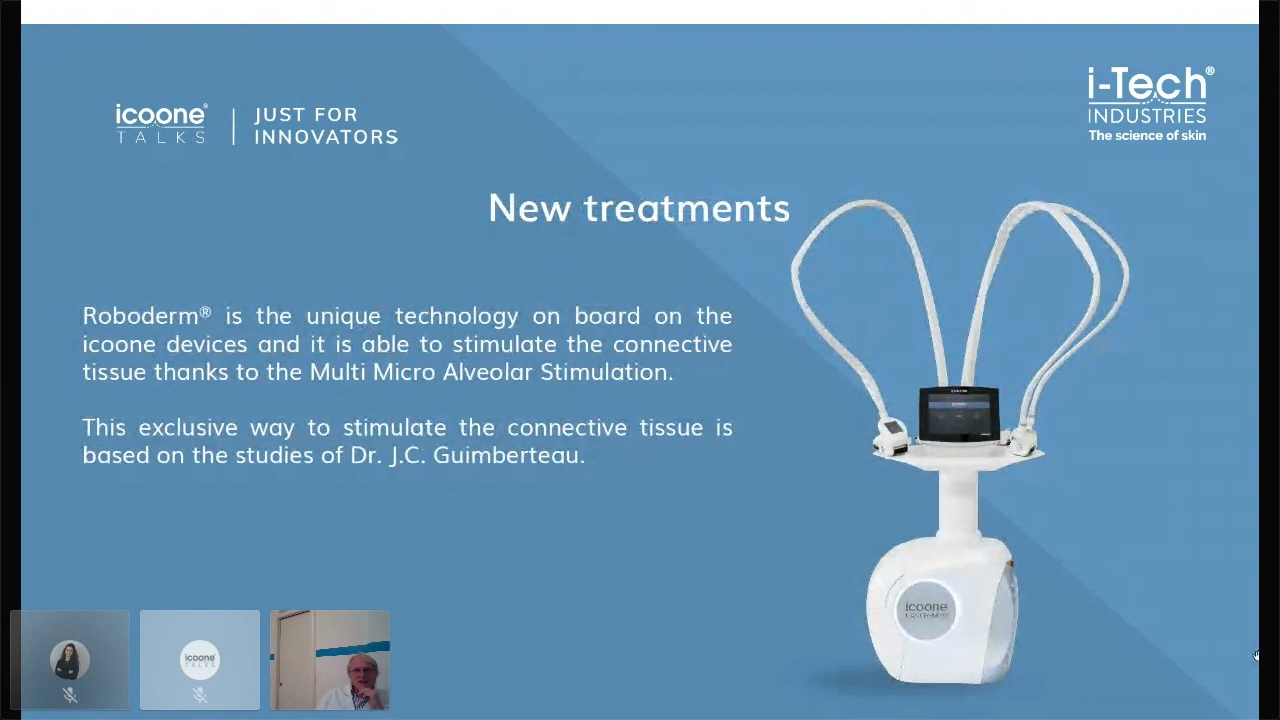 icoone®
TALKS
JUST FOR
INNOVATORS
i-Tech®
INDUSTRIES
The science of skin
New treatments
Roboderm® is the unique technology on board on the
icoone devices and it is able to stimulate the connective
tissue thanks to the Multi Micro Alveolar Stimulation.
This exclusive way to stimulate the connective tissue is
based on the studies of Dr. J.C. Guimberteau.
icoone
icoone
TALKS